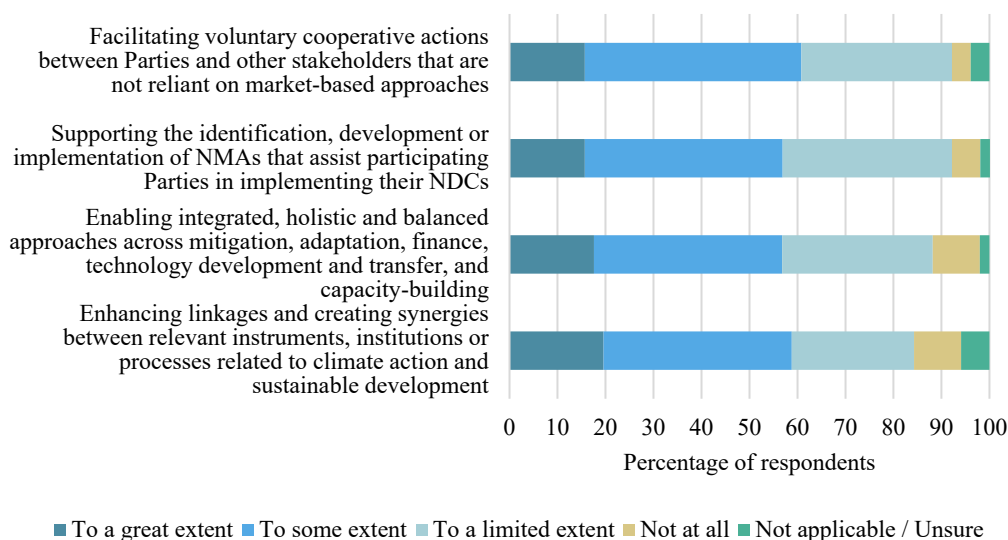 Facilitating voluntary cooperative actions
between Parties and other stakeholders that are
not reliant on market-based approaches
Supporting the identification, development or
implementation of NMAs that assist participating
Parties in implementing their NDCs
Enabling integrated, holistic and balanced
approaches across mitigation, adaptation, finance,
technology development and transfer, and
capacity-building
Enhancing linkages and creating synergies
between relevant instruments, institutions or
processes related to climate action and
sustainable development
0 10 20 30 40 50 60 70 80 90 100
Percentage of respondents
To a great extent To some extent To a limited extent Not at all Not applicable / Unsure